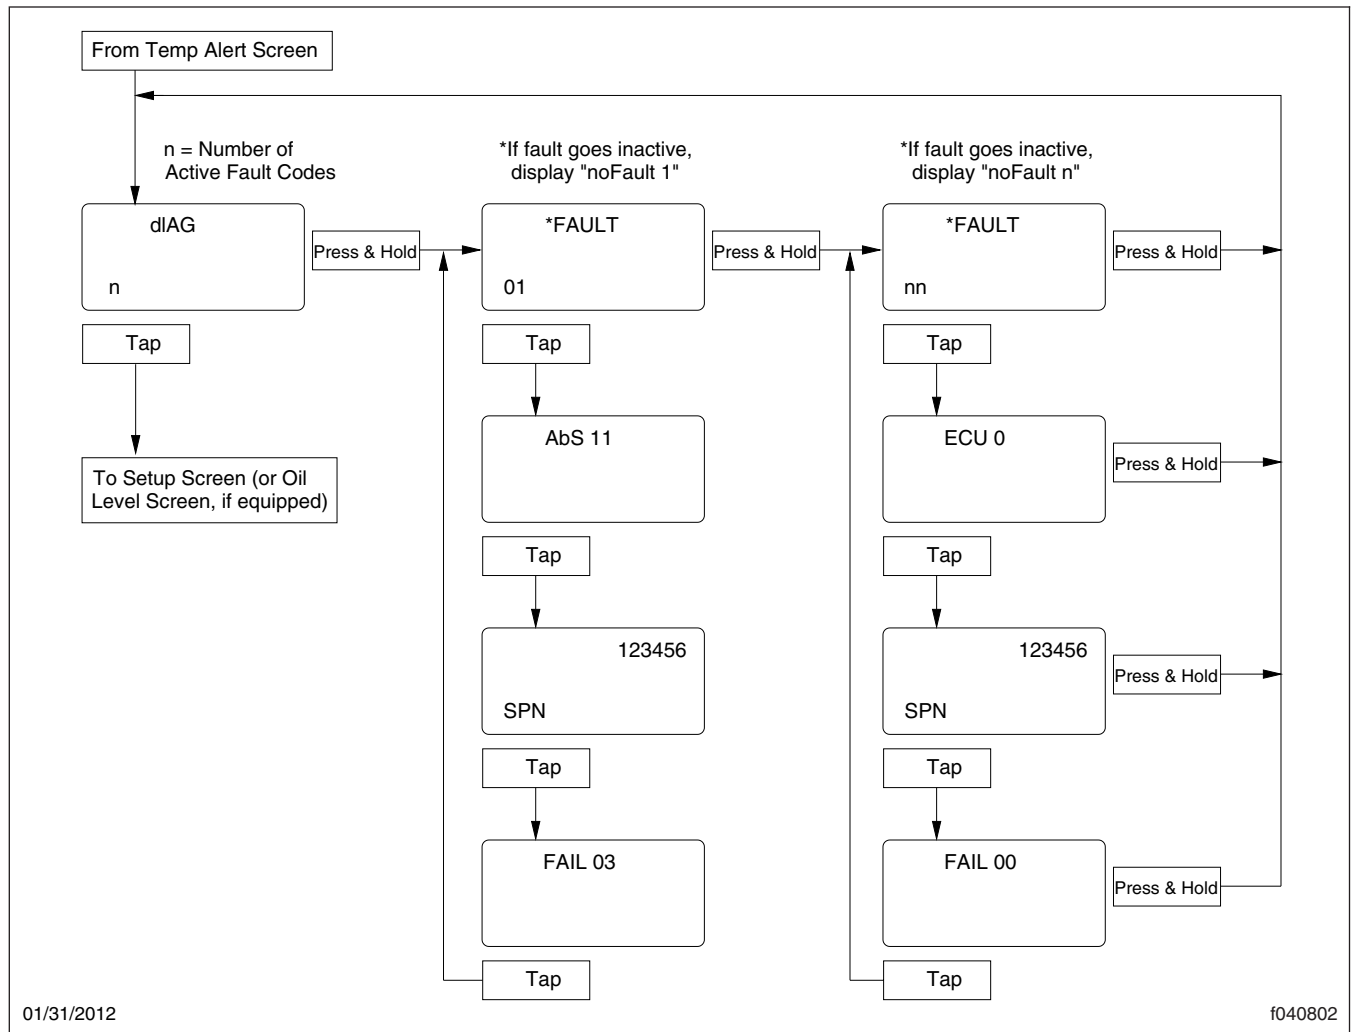 From Temp Alert Screen
n = Number of
Active Fault Codes
*If fault goes inactive,
display "noFault 1"
*If fault goes inactive,
display "noFault n"
dIAG
n
Press & Hold
*FAULT
01
Press & Hold
*FAULT
nn
Press & Hold
Tap
Tap
Tap
To Setup Screen (or Oil
Level Screen, if equipped)
AbS 11
ECU 0
Press & Hold
Tap
Tap
123456
SPN
123456
SPN
Press & Hold
Tap
Tap
FAIL 03
FAIL 00
Press & Hold
Tap
Tap
01/31/2012
f040802